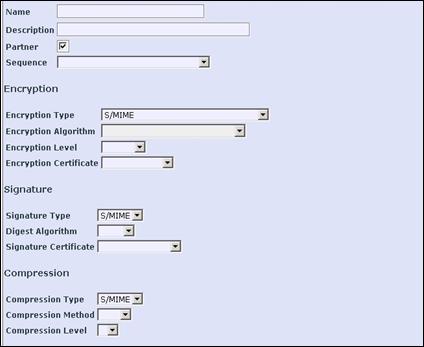 Name
Description
Partner
Sequence
Encryption
Encryption Type S/MIME
Encryption Algorithm
Encryption Level
Encryption Certificate
Signature
Signature Type S/MIME
Digest Algorithm
Signature Certificate
Compression
Compression Type S/MIME
Compression Method
Compression Level